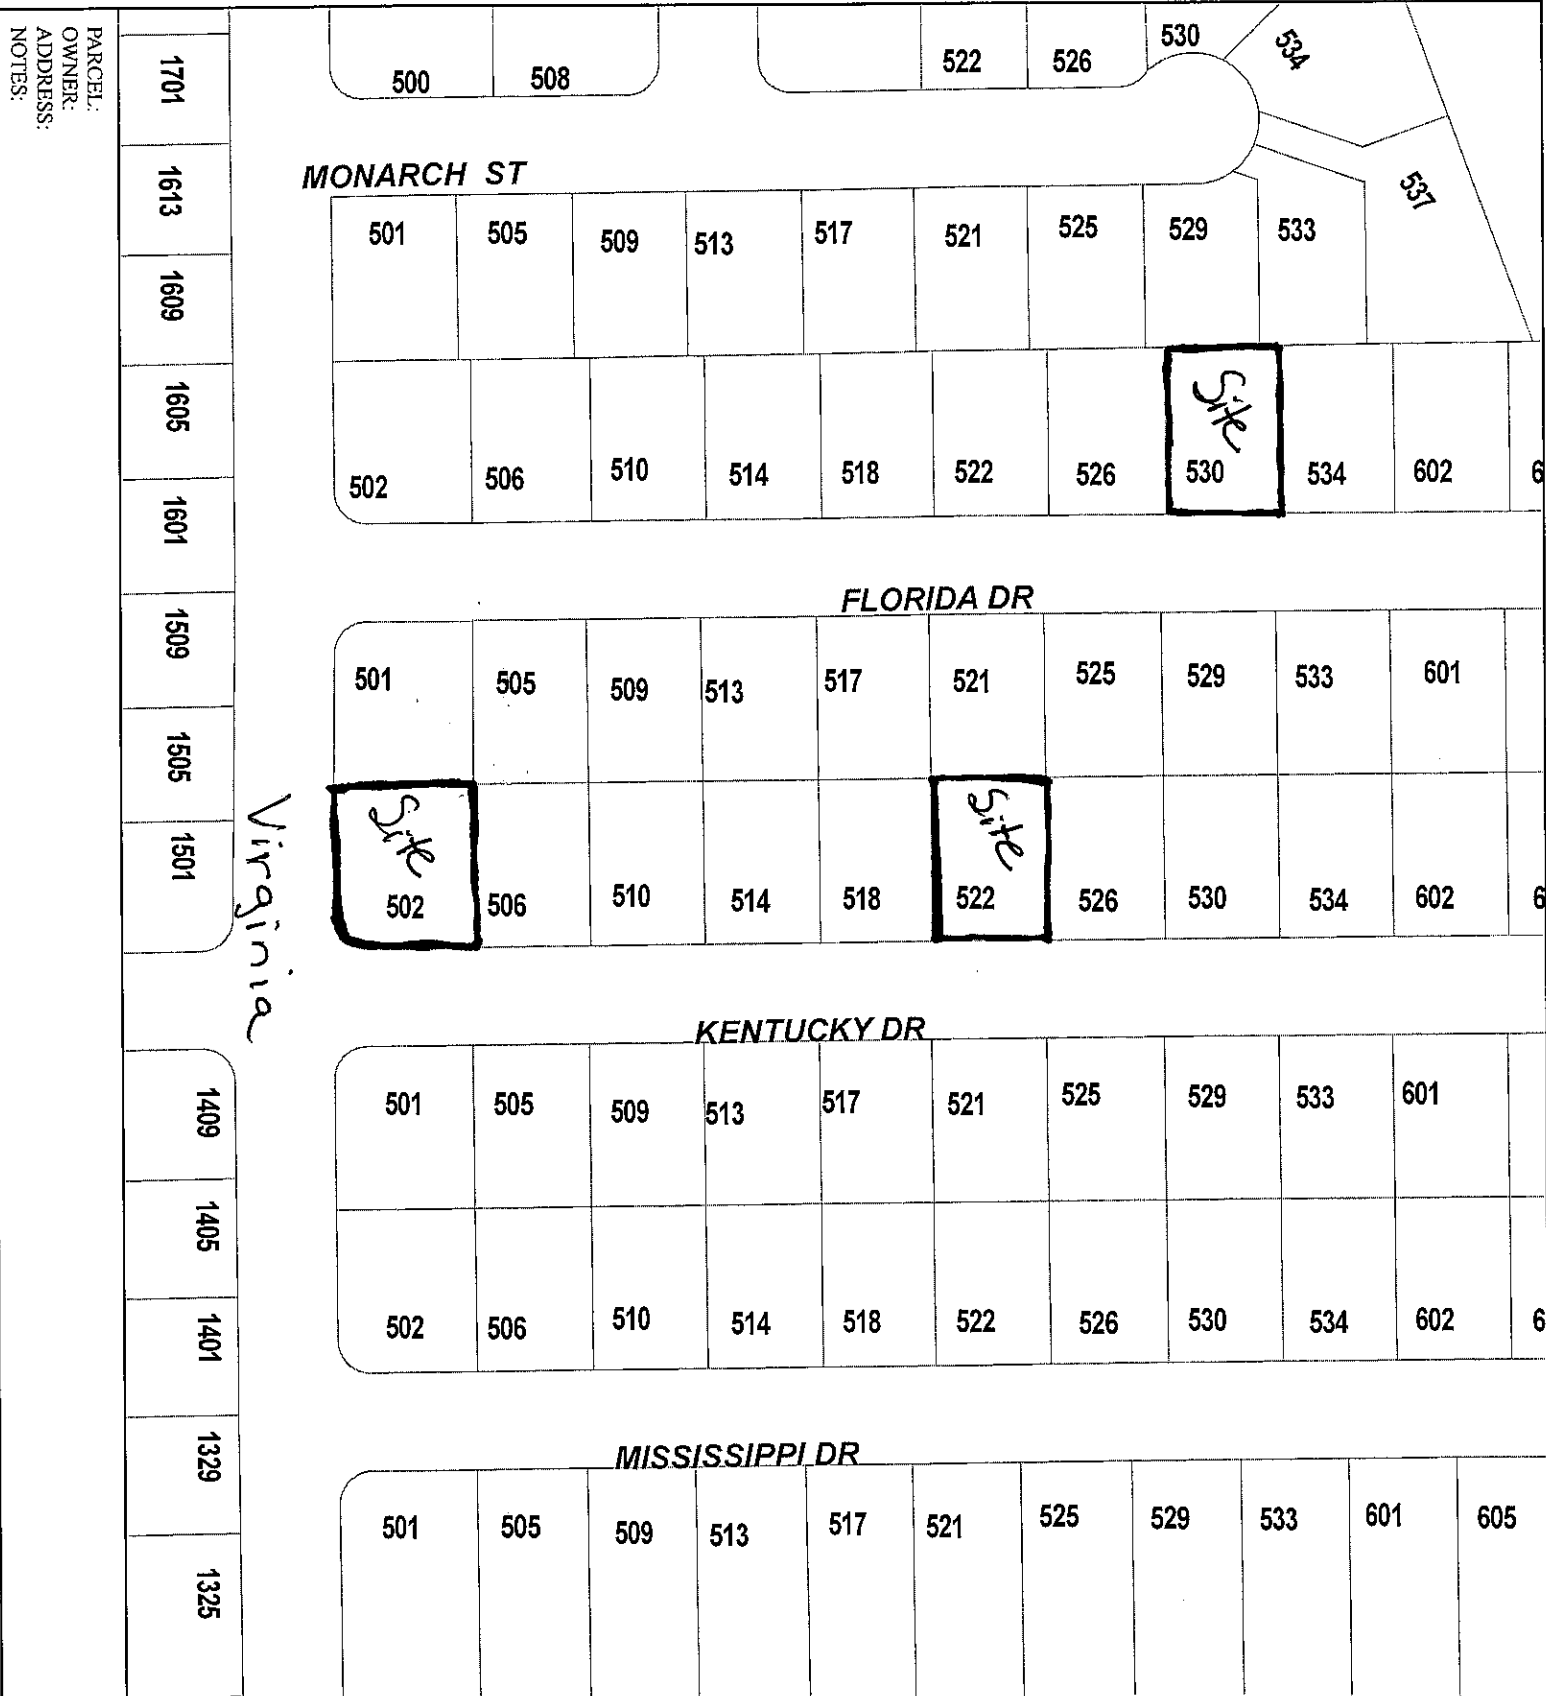 PARCEL:
OWNER:
ADDRESS:
NOTES:
1701
1613
1609
1605
1601
1509
1505
1501
1409
1405
1401
1329
1325
Virginia
500 508 522 526 530 534
537
MONARCH ST
501 505 509 513 517 521 525 529 533
Site
502 506 510 514 518 522 526 530 534 602 6
FLORIDA DR
501 505 509 513 517 521 525 529 533 601
Site Site
502 506 510 514 518 522 526 530 534 602 6
KENTUCKY DR
501 505 509 513 517 521 525 529 533 601
502 506 510 514 518 522 526 530 534 602 6
MISSISSIPPI DR
501 505 509 513 517 521 525 529 533 601 605